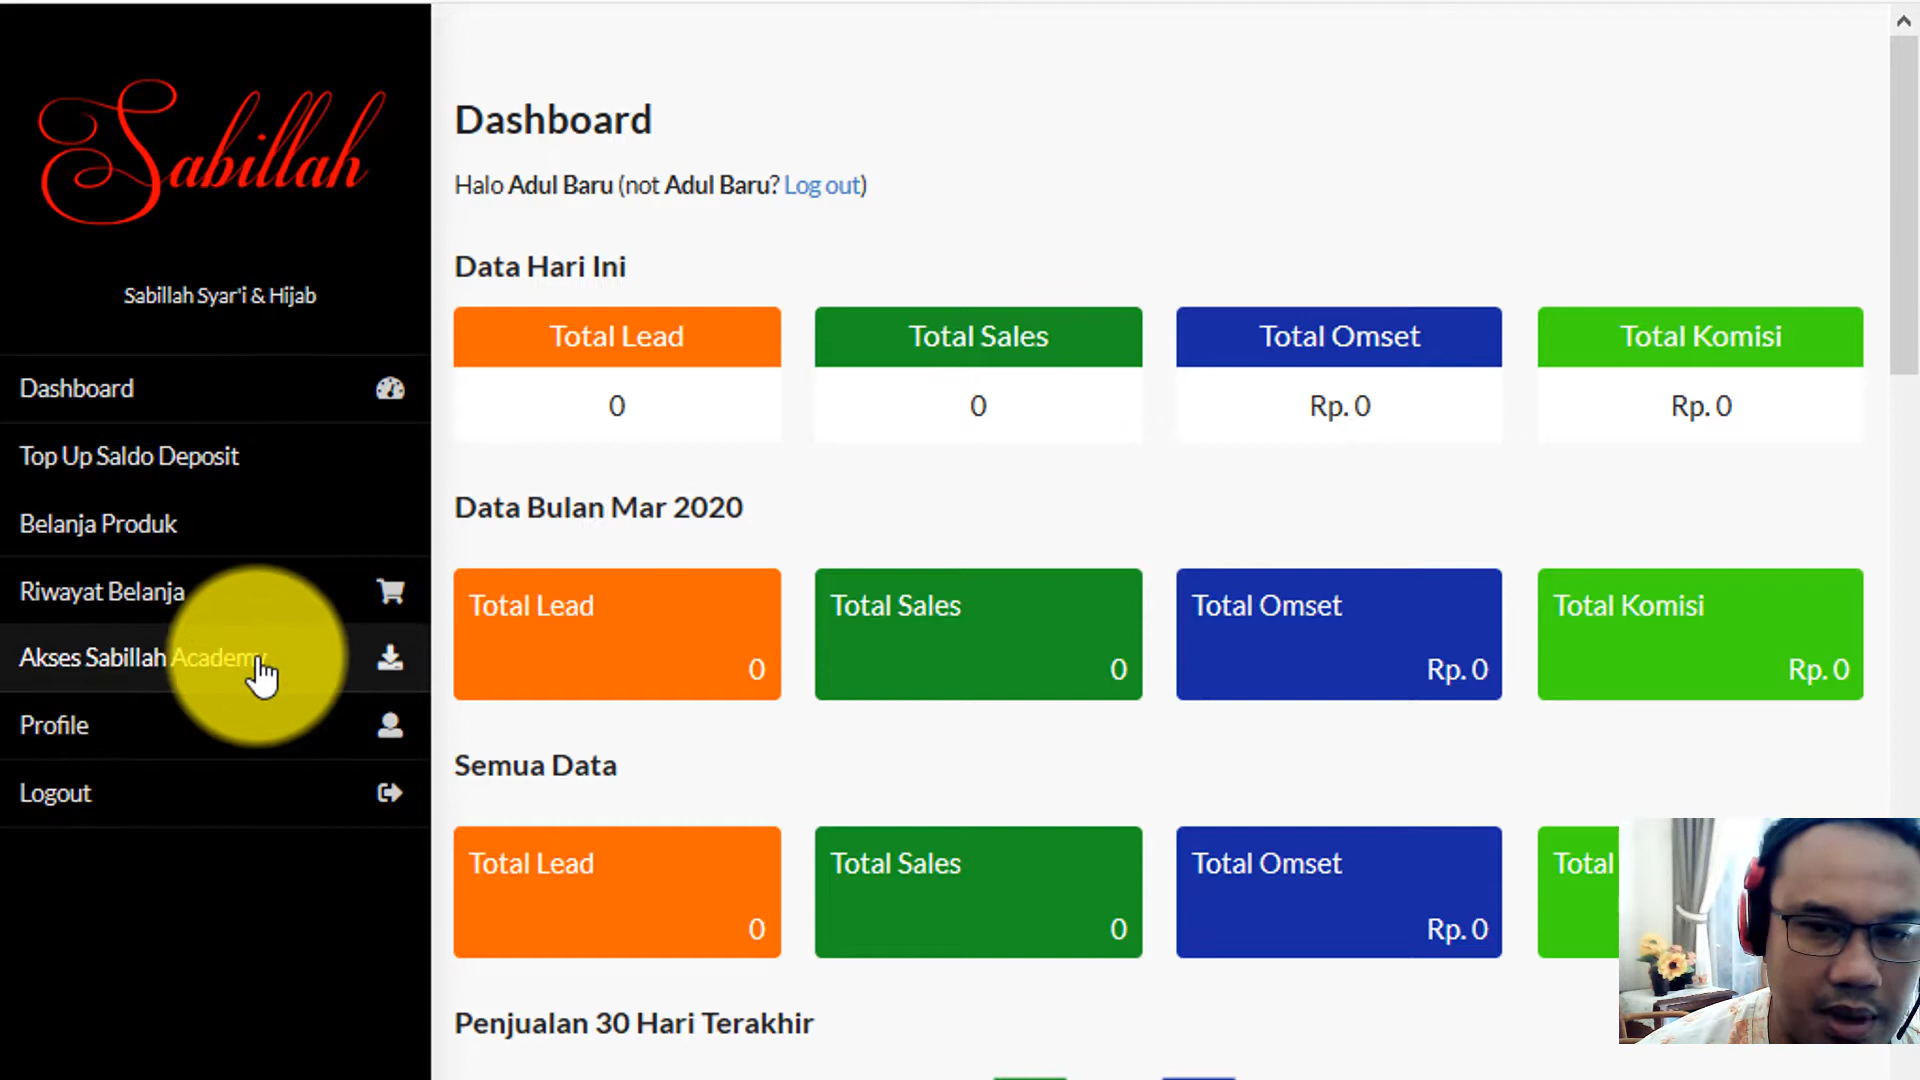 Sabillah
Sabillah Syar'i & Hijab
Dashboard
Top Up Saldo Deposit
Belanja Produk
Riwayat Belanja
Akses Sabillah Academy
Profile
Logout
Dashboard
Halo Adul Baru (not Adul Baru? Log out)
Data Hari Ini
Total Lead
0
Total Sales
0
Total Omset
Rp. 0
Total Komisi
Rp. 0
Data Bulan Mar 2020
Total Lead
0
Total Sales
0
Total Omset
Rp. 0
Total Komisi
Rp. 0
Semua Data
Total Lead
0
Total Sales
0
Total Omset
Rp. 0
Total
Penjualan 30 Hari Terakhir